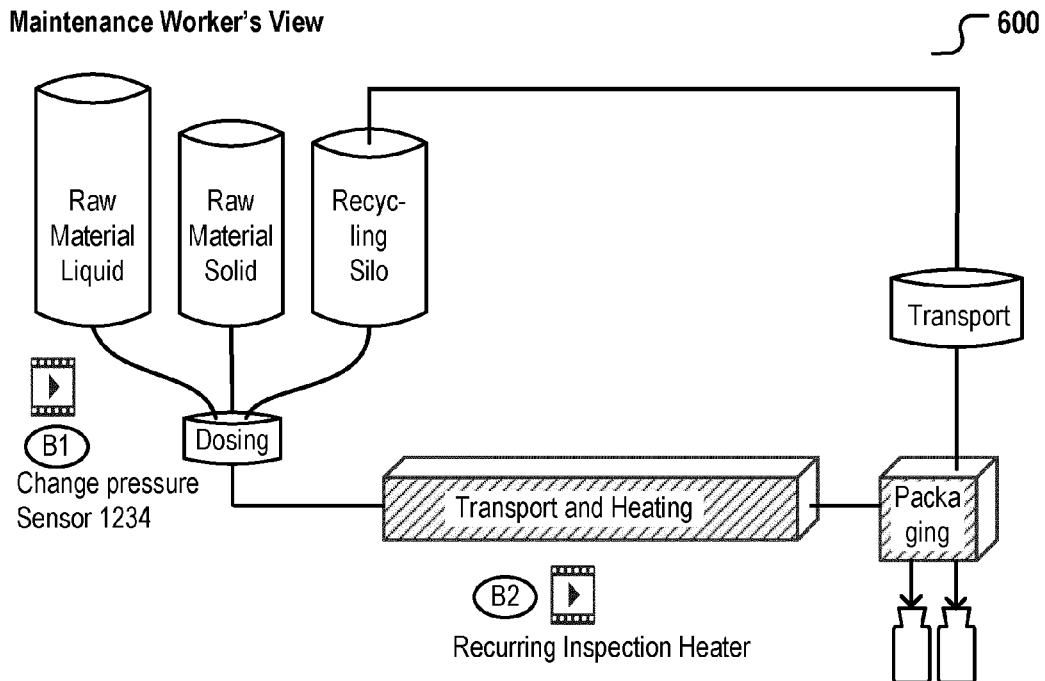 Maintenance Worker's View
600
Raw
Material
Liquid
Raw
Material
Solid
Recyc-
ling
Silo
Transport
B1
Change pressure
Sensor 1234
Dosing
Transport and Heating
Packa
ging
B2
Recurring Inspection Heater